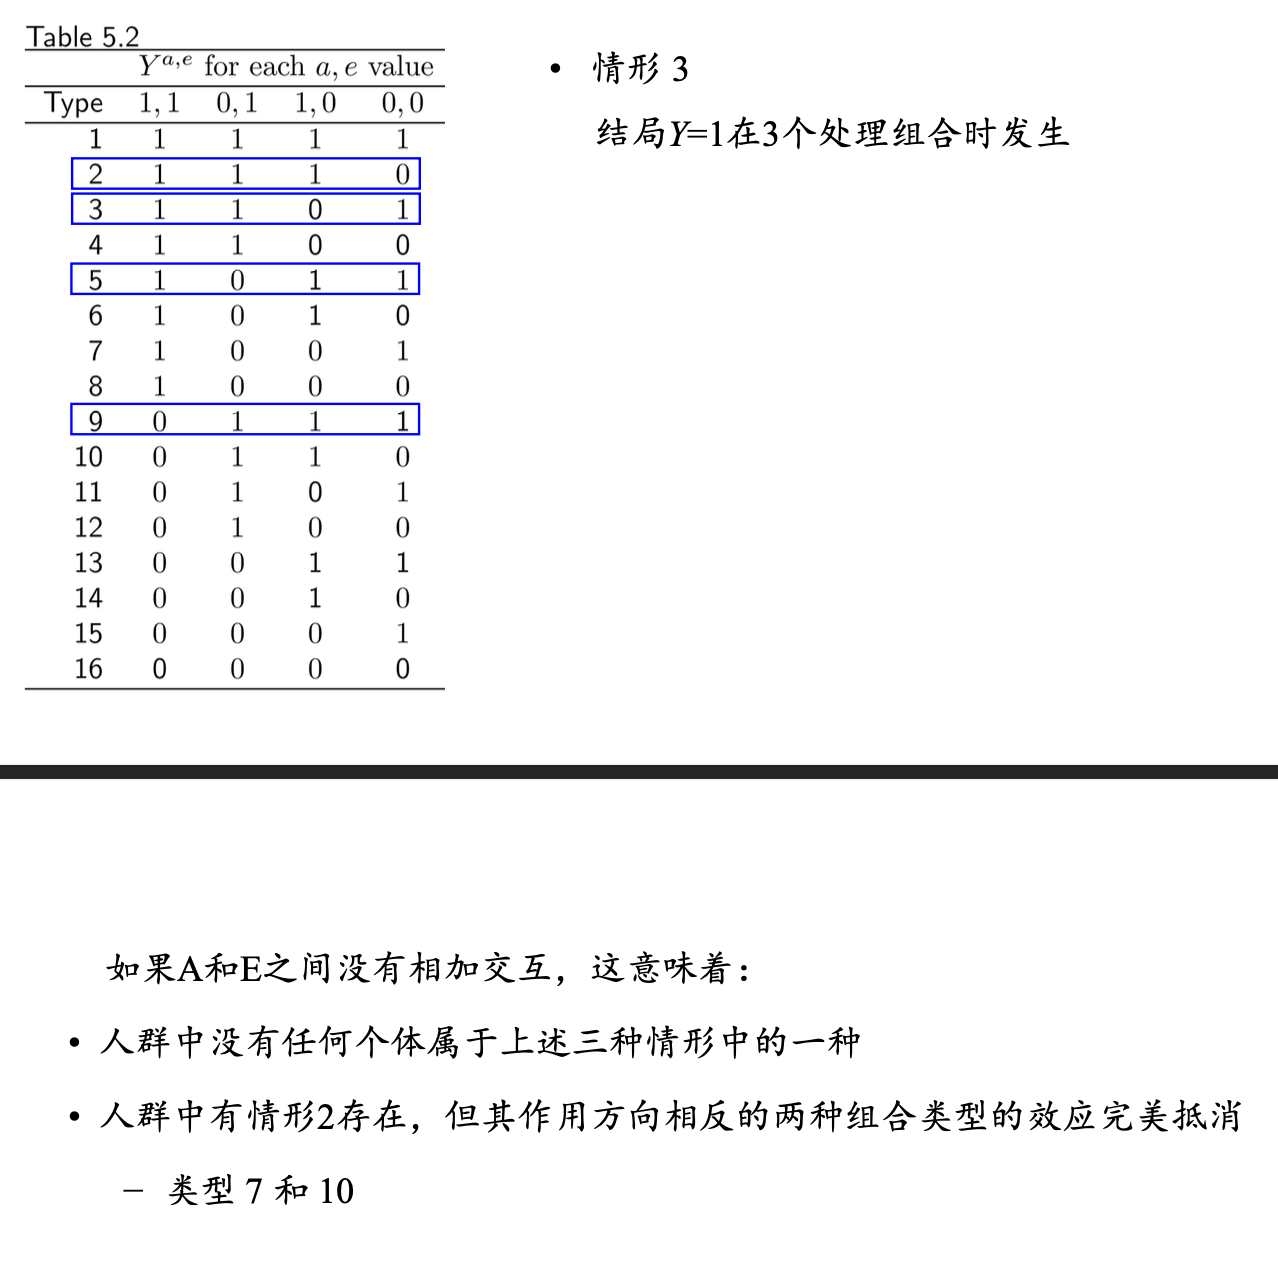 Table 5.2
Y^{a,e} for each a, e value
Type 1, 1 0, 1 1, 0 0, 0
1 1 1 1 1
2 1 1 1 0
3 1 1 0 1
4 1 1 0 0
5 1 0 1 1
6 1 0 1 0
7 1 0 0 1
8 1 0 0 0
9 0 1 1 1
10 0 1 1 0
11 0 1 0 1
12 0 1 0 0
13 0 0 1 1
14 0 0 1 0
15 0 0 0 1
16 0 0 0 0
• 情形 3
结局Y=1在3个处理组合时发生
如果A和E之间没有相加交互，这意味着：
• 人群中没有任何个体属于上述三种情形中的一种
• 人群中有情形2存在，但其作用方向相反的两种组合类型的效应完美抵消
– 类型 7 和 10